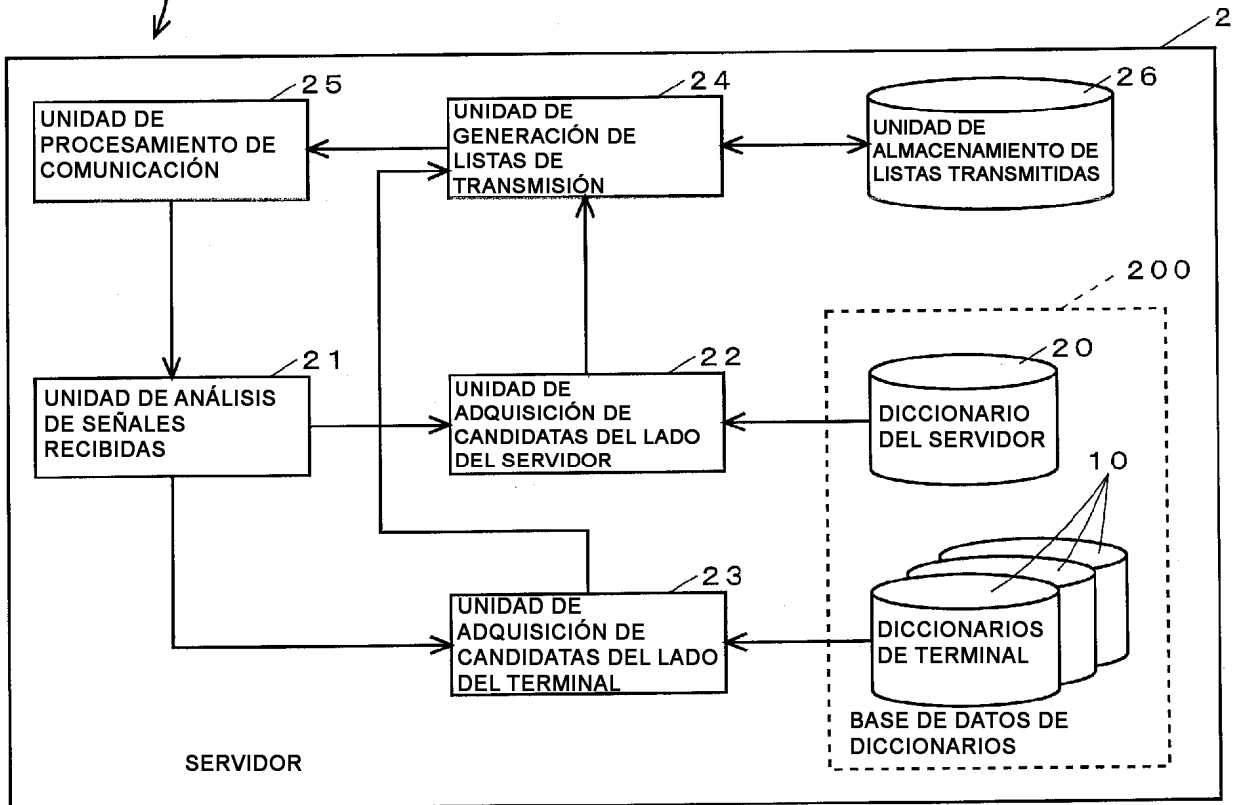 2
25
UNIDAD DE
PROCESAMIENTO DE
COMUNICACIÓN
24
UNIDAD DE
GENERACIÓN DE
LISTAS DE
TRANSMISIÓN
26
UNIDAD DE
ALMACENAMIENTO DE
LISTAS TRANSMITIDAS
200
21
UNIDAD DE ANÁLISIS
DE SEÑALES
RECIBIDAS
22
UNIDAD DE
ADQUISICIÓN DE
CANDIDATAS DEL LADO
DEL SERVIDOR
20
DICCIONARIO
DEL SERVIDOR
10
23
UNIDAD DE
ADQUISICIÓN DE
CANDIDATAS DEL LADO
DEL TERMINAL
DICCIONARIOS
DE TERMINAL
BASE DE DATOS DE
DICCIONARIOS
SERVIDOR